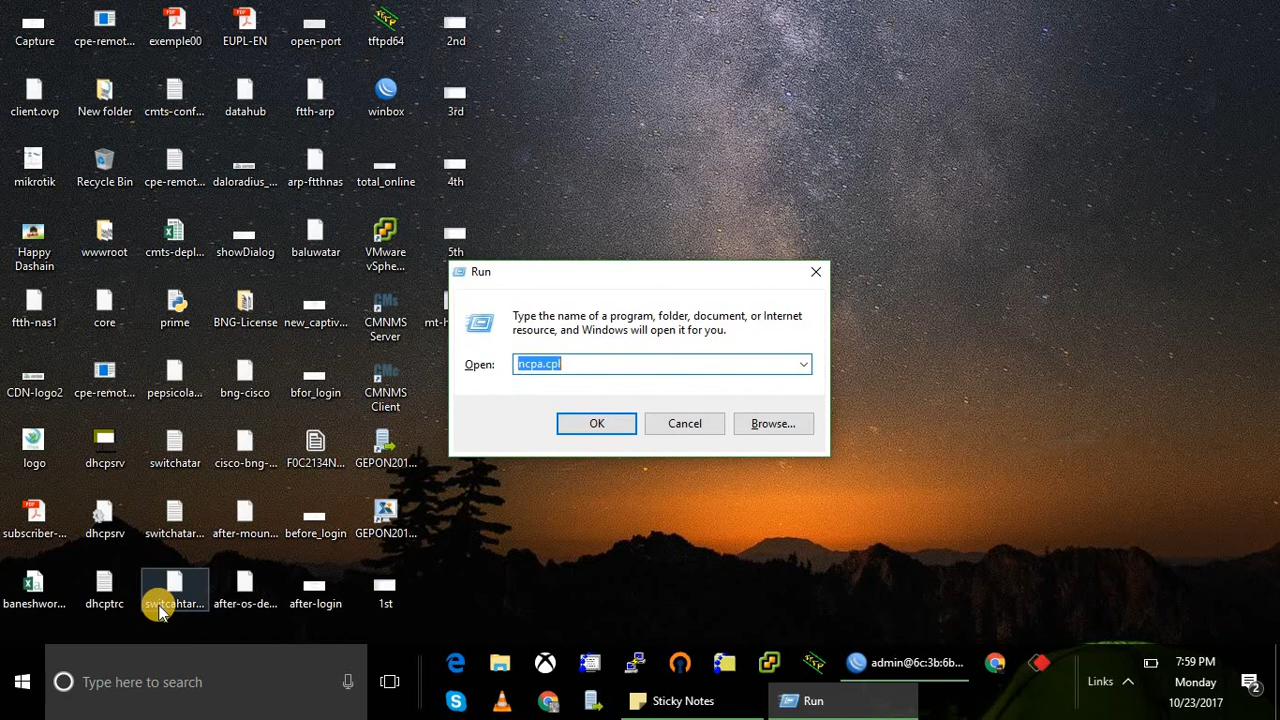 Capture
cpe-remot...
exemple00
EUPL-EN
open-port
tftpd64
2nd
client.ovp
New folder
cmts-conf...
datahub
ftth-arp
winbox
3rd
mikrotik
Recycle Bin
cpe-remot...
daloradius_...
arp-ftthnas
total_online
4th
Happy
Dashain
wwwroot
cmts-depl...
showDialog
baluwatar
VMware
vSphe...
5th
ftth-nas1
core
prime
BNG-License
new_captiv...
CMNMS
Server
mt-h
CDN-logo2
cpe-remot...
pepsicola...
bng-cisco
bfor_login
CMNMS
Client
logo
dhcpsrv
switchatar
cisco-bng-...
F0C2134N...
GEPON201...
subscriber-...
dhcpsrv
switchatar...
after-moun...
before_login
GEPON201...
baneshwor...
dhcptrc
switcahtar...
after-os-de...
after-login
1st
Run
Type the name of a program, folder, document, or Internet
resource, and Windows will open it for you.
Open: ncpa.cpl
OK
Cancel
Browse...
Type here to search
admin@6c:3b:6b...
Sticky Notes
Run
Links
7:59 PM
Monday
10/23/2017
2